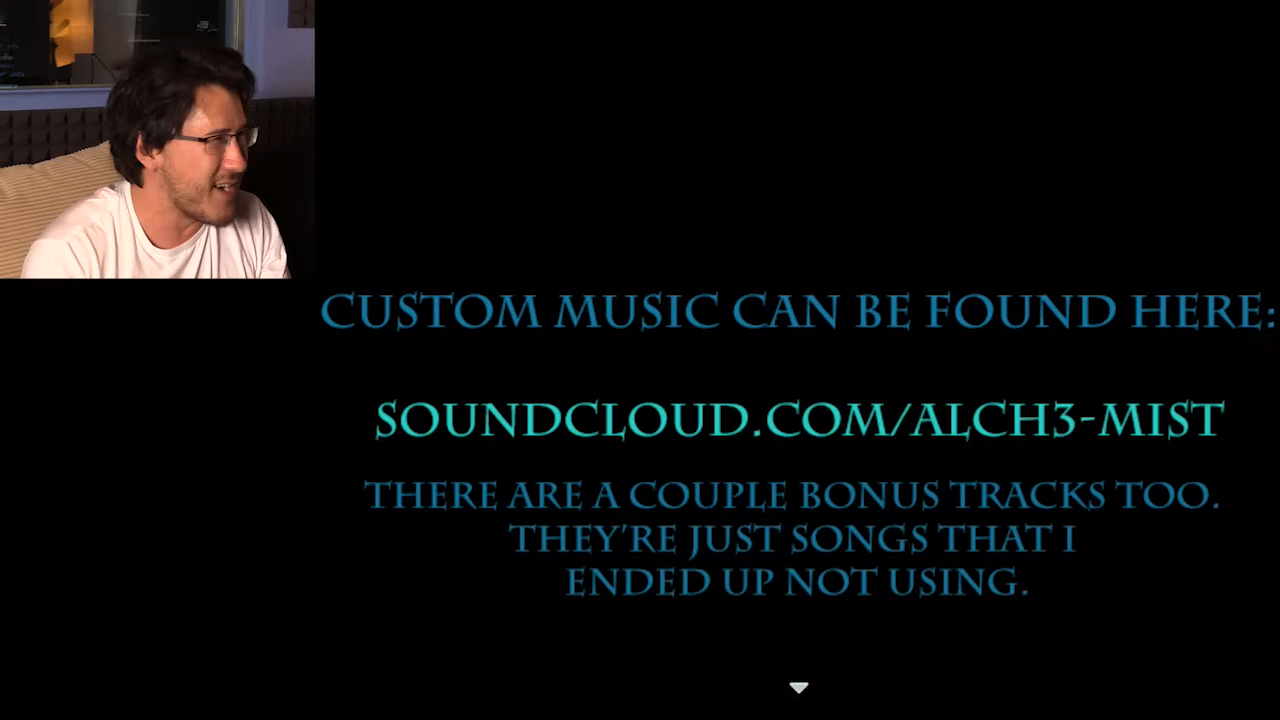 CUSTOM MUSIC CAN BE FOUND HERE:
SOUNDCLOUD.COM/ALCH3-MIST
THERE ARE A COUPLE BONUS TRACKS TOO.
THEY'RE JUST SONGS THAT I
ENDED UP NOT USING.